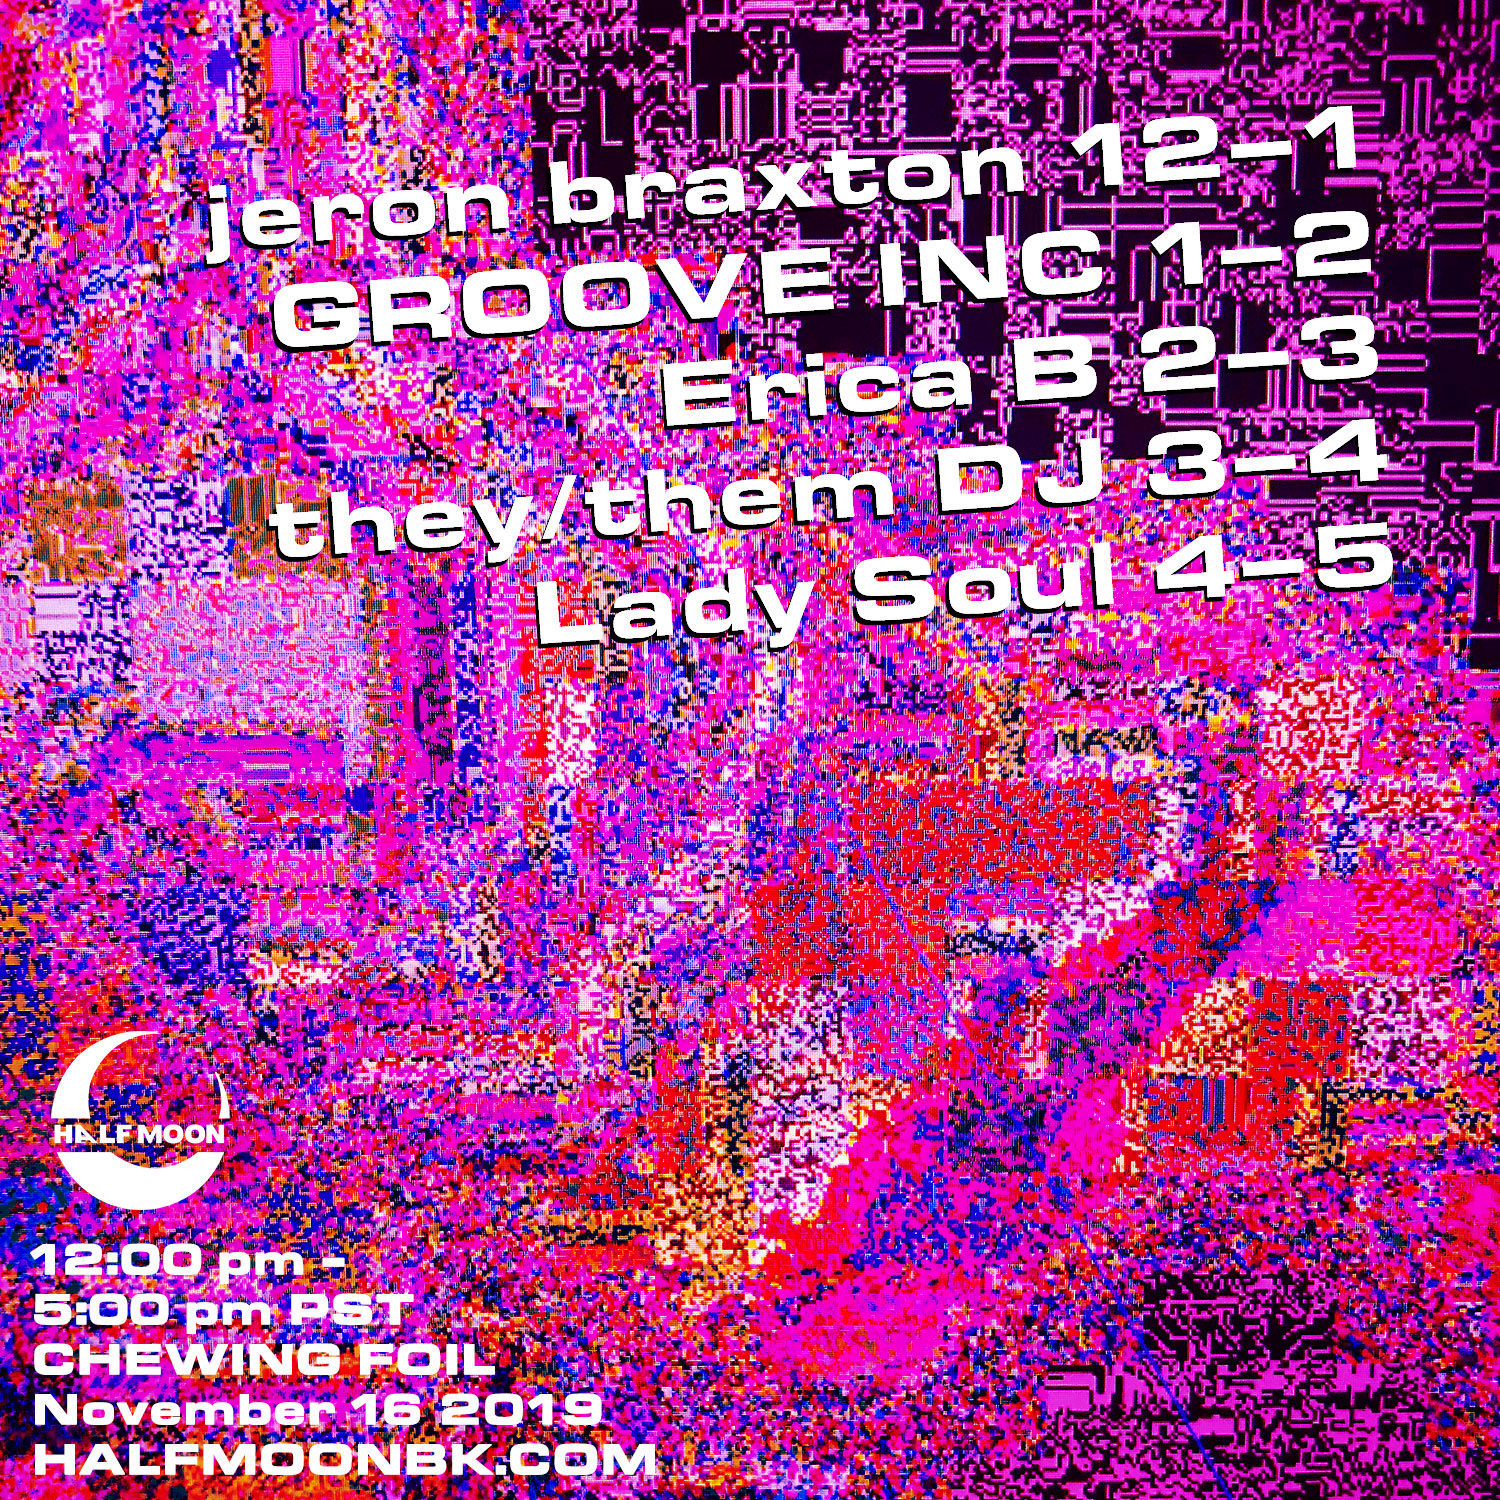 jeron braxton 12–1
GROOVE INC 1–2
Erica B 2–3
they/them DJ 3–4
Lady Soul 4–5
HALF MOON
12:00 pm -
5:00 pm PST
CHEWING FOIL
November 16 2019
HALFMOONBK.COM